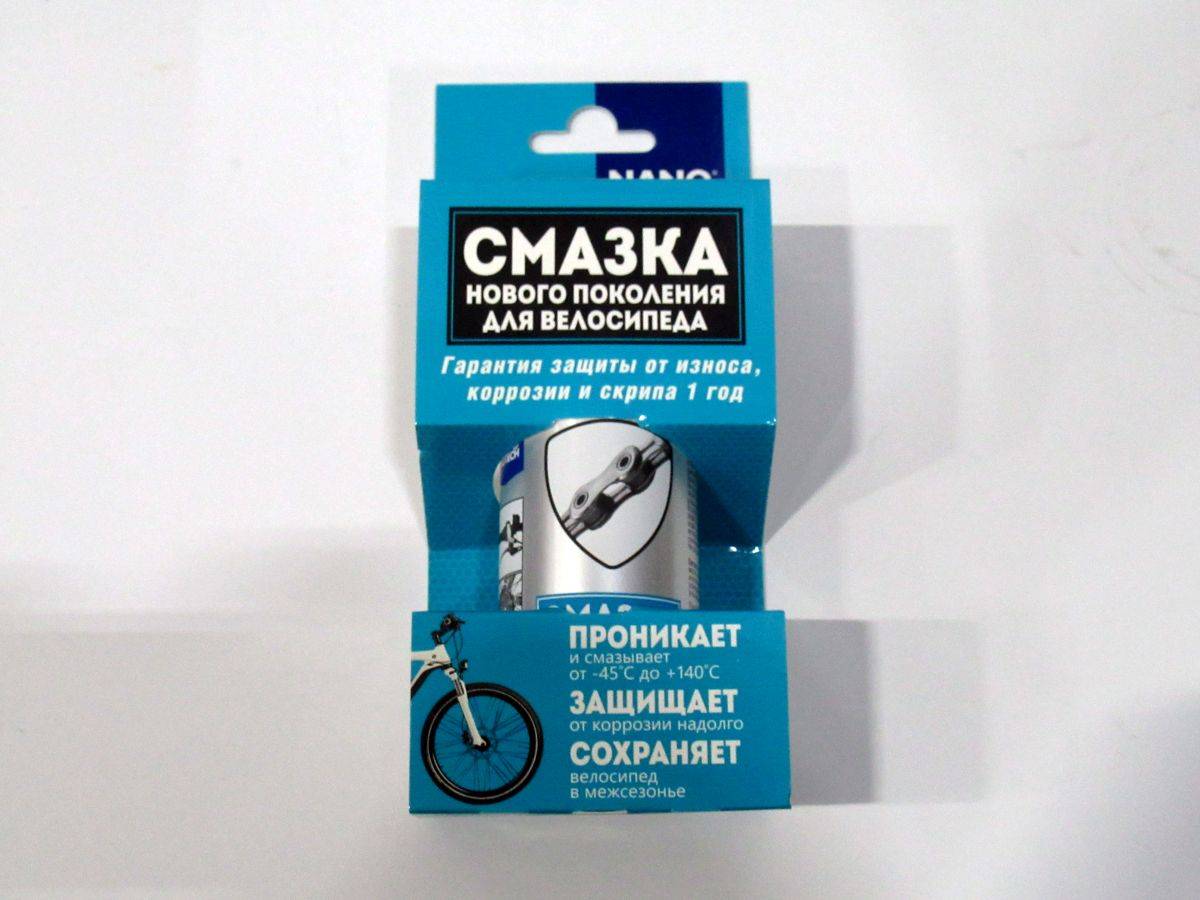 NANO®
СМАЗКА
НОВОГО ПОКОЛЕНИЯ
ДЛЯ ВЕЛОСИПЕДА
Гарантия защиты от износа,
коррозии и скрипа 1 год
ПРОНИКАЕТ
и смазывает
от -45°С до +140°С
ЗАЩИЩАЕТ
от коррозии надолго
СОХРАНЯЕТ
велосипед
в межсезонье